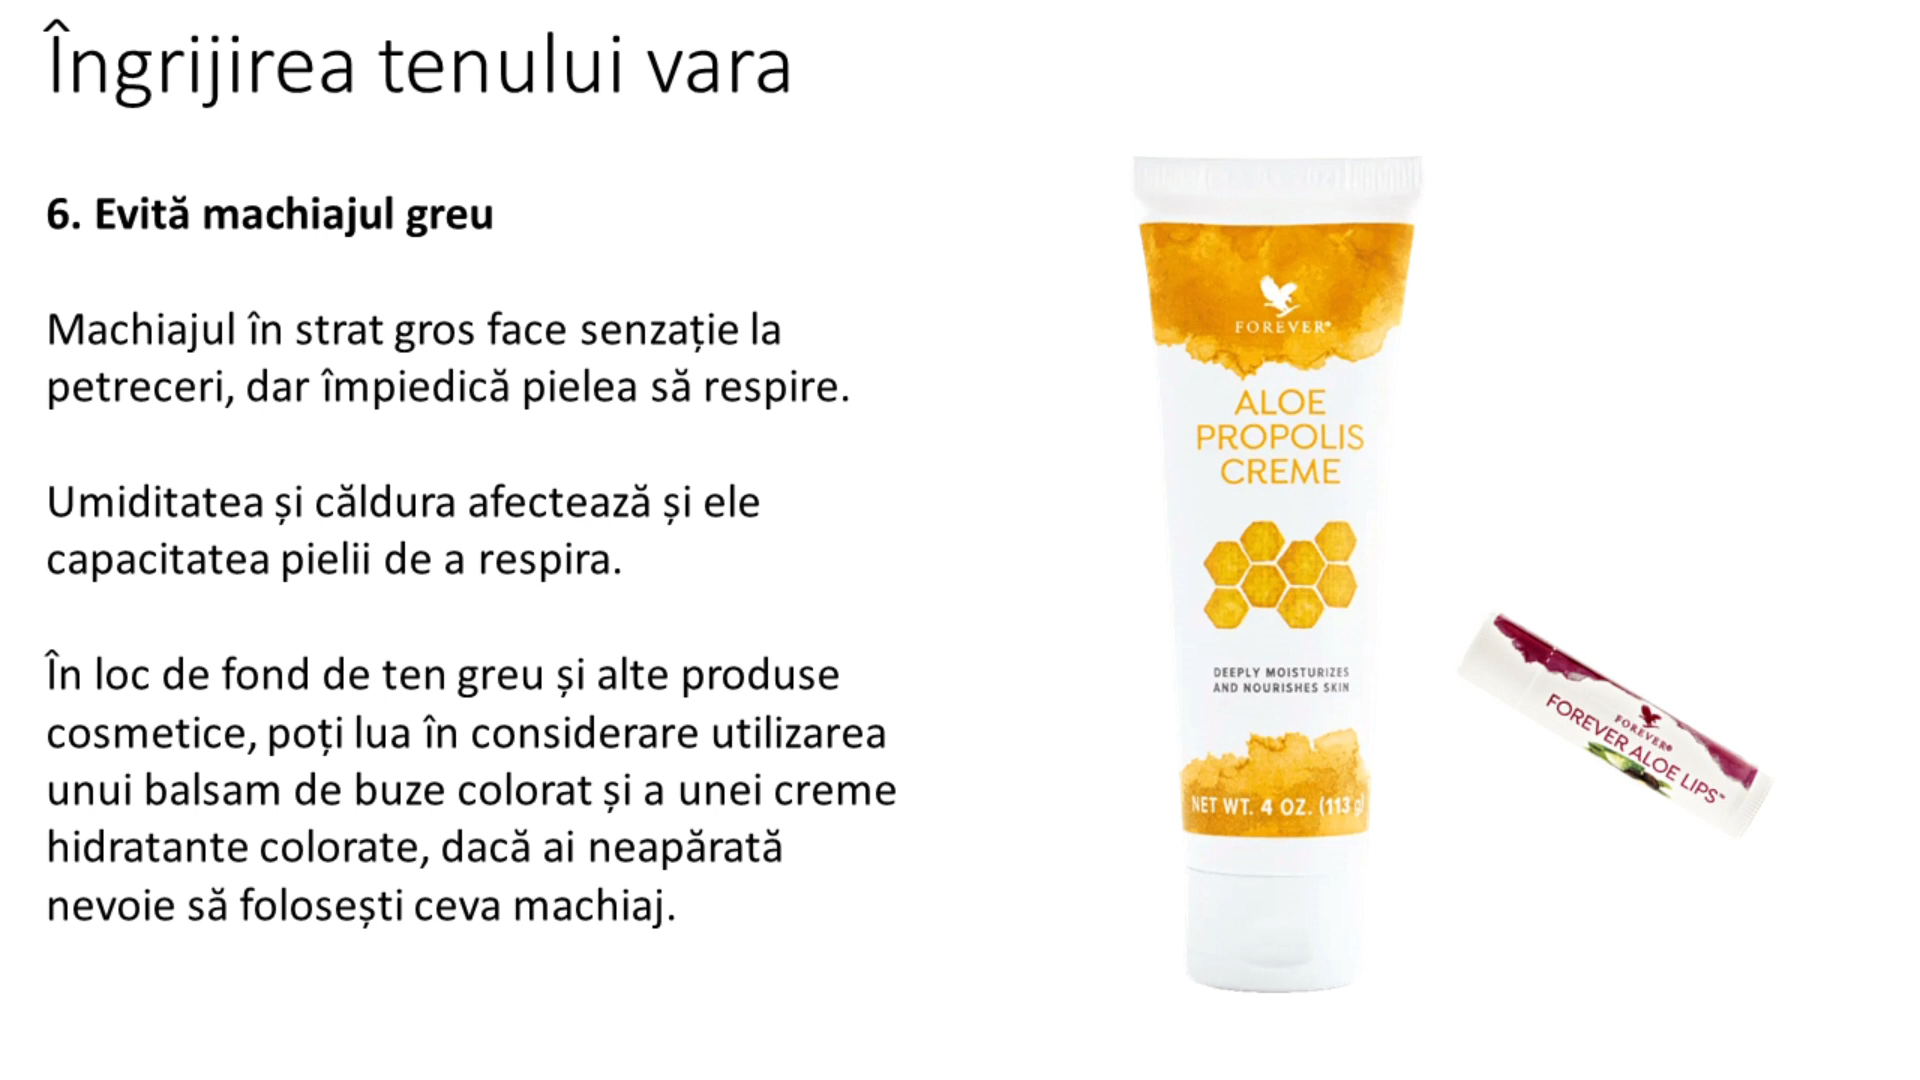 Îngrijirea tenului vara
6. Evită machiajul greu
Machiajul în strat gros face senzație la
petreceri, dar împiedică pielea să respire.
Umiditatea și căldura afectează și ele
capacitatea pielii de a respira.
În loc de fond de ten greu și alte produse
cosmetice, poți lua în considerare utilizarea
unui balsam de buze colorat și a unei creme
hidratante colorate, dacă ai neapărată
nevoie să folosești ceva machiaj.
FOREVER®
ALOE
PROPOLIS
CREME
DEEPLY MOISTURIZES
AND NOURISHES SKIN
NET WT. 4 OZ. (113 g)
FOREVER®
FOREVER ALOE LIPS™